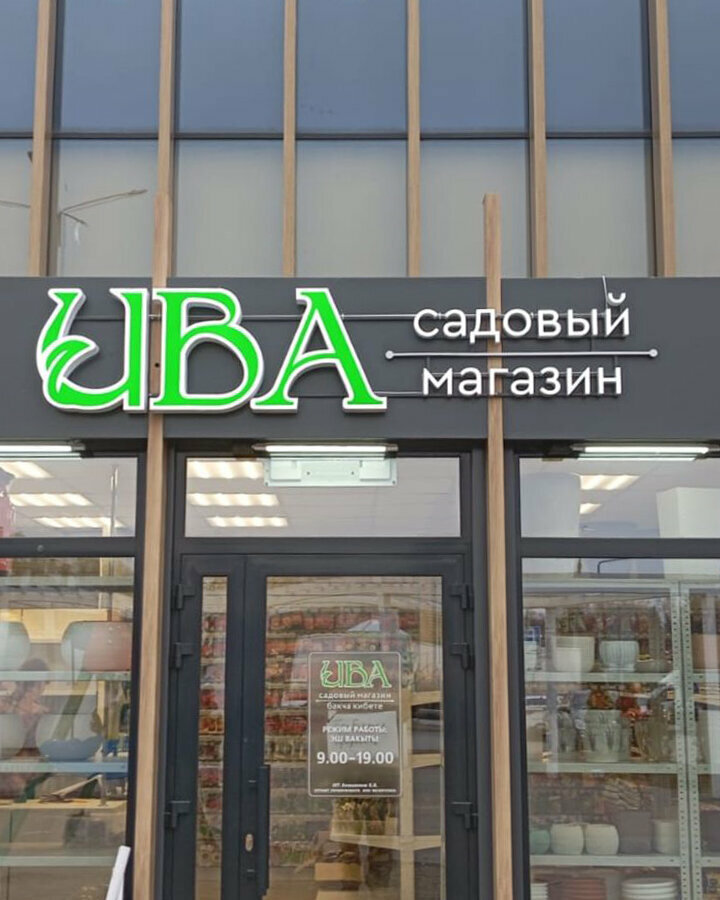 ИВА
садовый
магазин
ИВА
садовый магазин
бакча кибете
РЕЖИМ РАБОТЫ:
ЭШ ВАКЫТЫ:
9.00–19.00